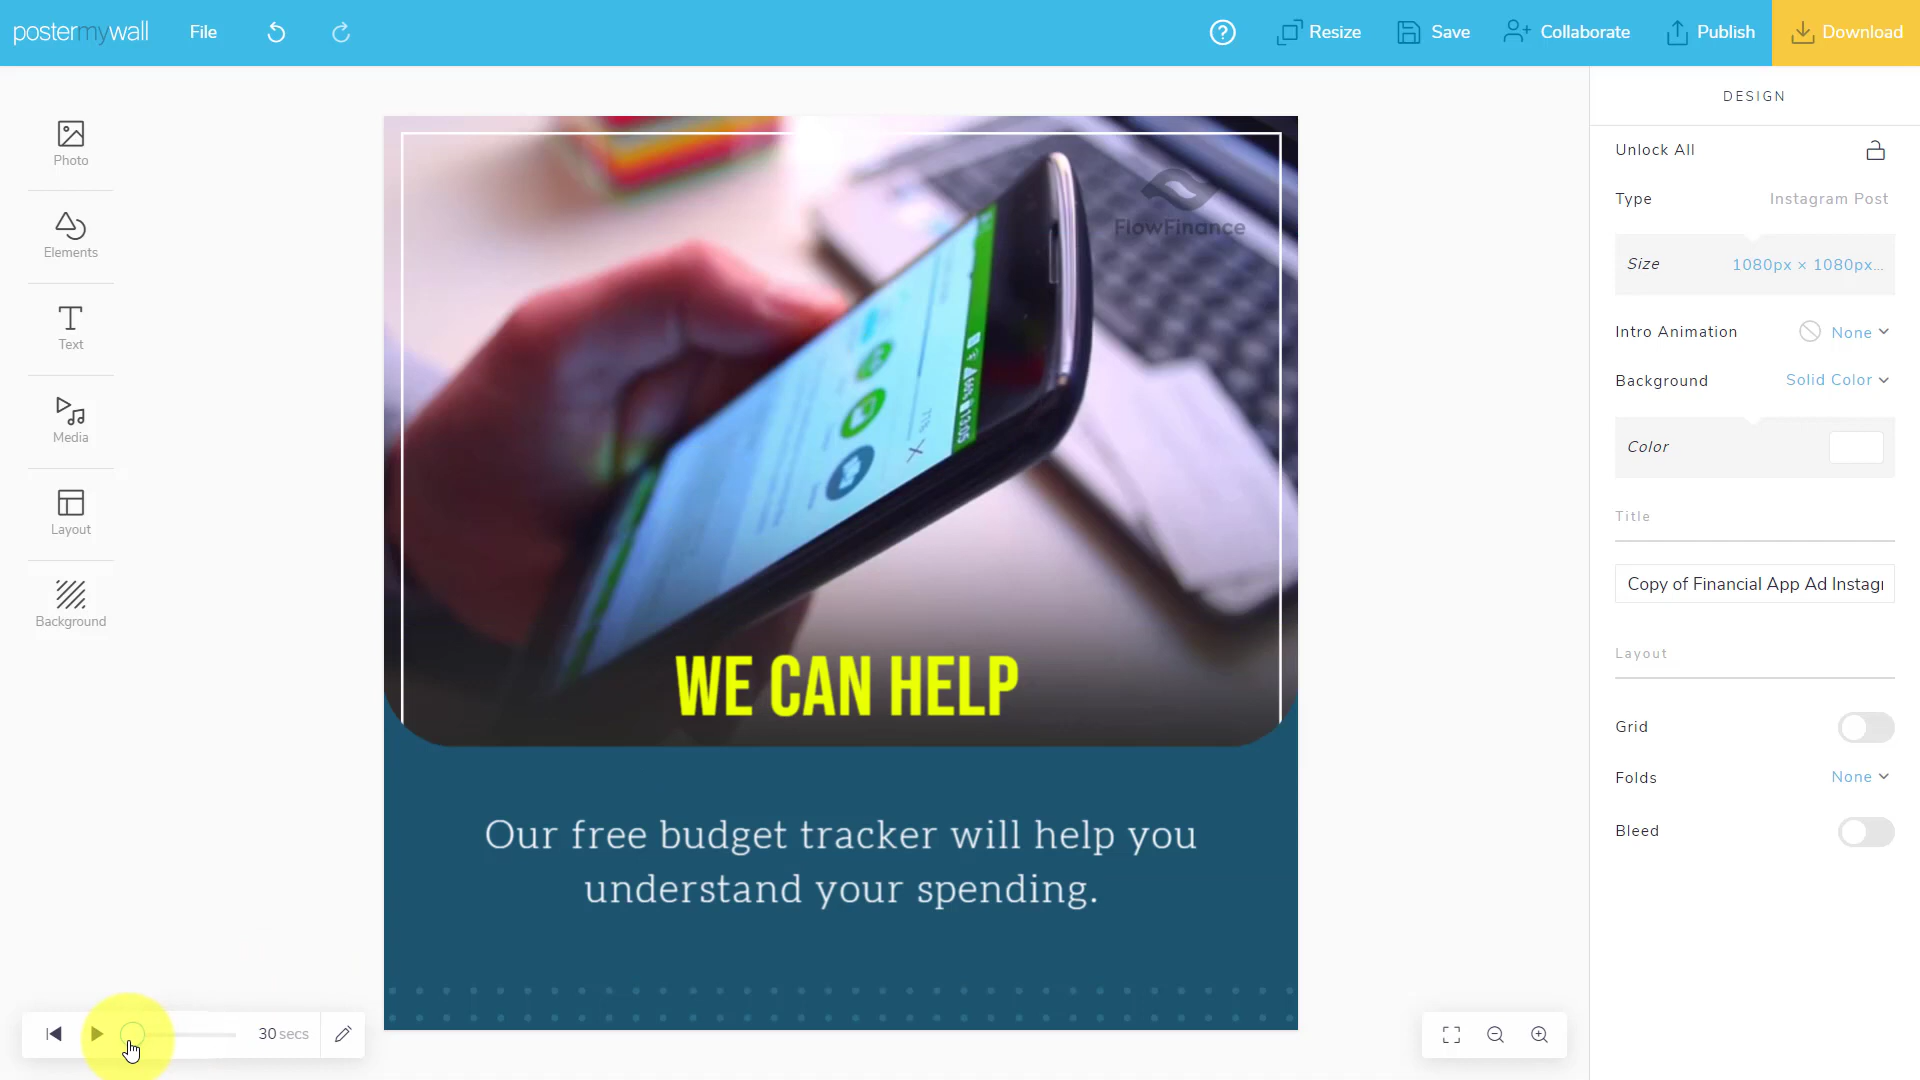 postermywall
File
Resize
Save
Collaborate
Publish
Download
Photo
Elements
Text
Media
Layout
Background
FlowFinance
WE CAN HELP
Our free budget tracker will help you
understand your spending.
30 secs
DESIGN
Unlock All
Type Instagram Post
Size 1080px × 1080px...
Intro Animation None
Background Solid Color
Color
Title
Copy of Financial App Ad Instagr
Layout
Grid
Folds None
Bleed